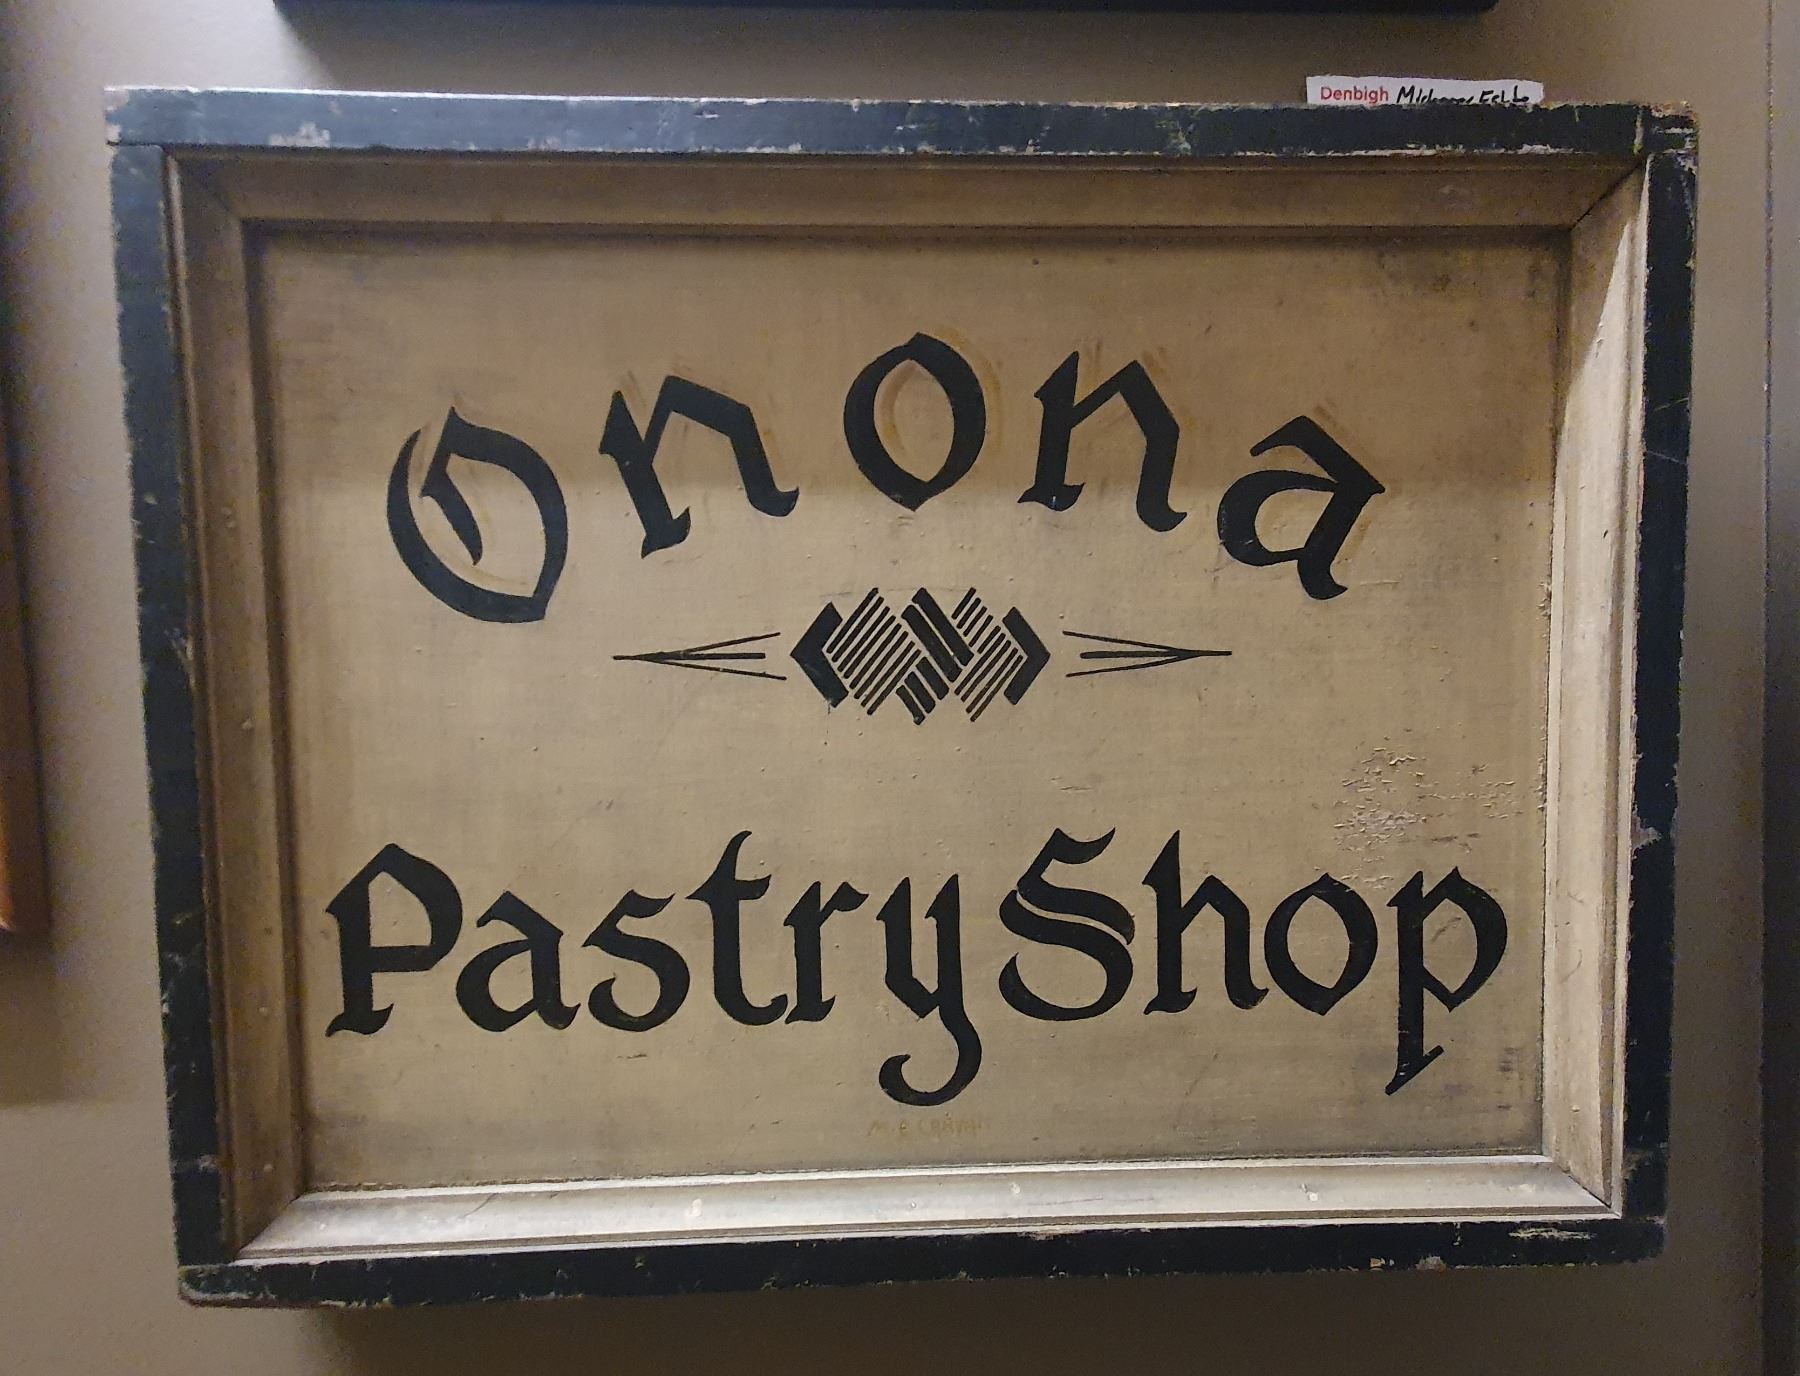 Denbigh
Onona
Pastry Shop